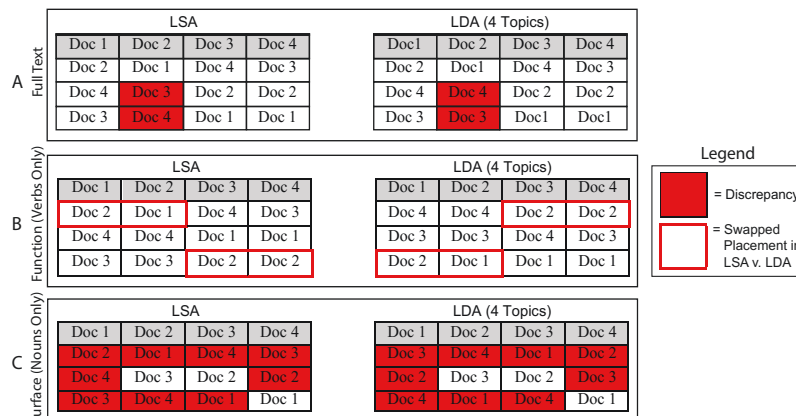 LSA LDA (4 Topics)
A
Full Text
Doc 1 Doc 2 Doc 3 Doc 4 Doc1 Doc 2 Doc 3 Doc 4
Doc 2 Doc 1 Doc 4 Doc 3 Doc 2 Doc1 Doc 4 Doc 3
Doc 4 Doc 3 Doc 2 Doc 2 Doc 4 Doc 4 Doc 2 Doc 2
Doc 3 Doc 4 Doc 1 Doc 1 Doc 3 Doc 3 Doc1 Doc1
LSA LDA (4 Topics)
B
Function (Verbs Only)
Doc 1 Doc 2 Doc 3 Doc 4 Doc 1 Doc 2 Doc 3 Doc 4
Doc 2 Doc 1 Doc 4 Doc 3 Doc 4 Doc 4 Doc 2 Doc 2
Doc 4 Doc 4 Doc 1 Doc 1 Doc 3 Doc 3 Doc 4 Doc 3
Doc 3 Doc 3 Doc 2 Doc 2 Doc 2 Doc 1 Doc 1 Doc 1
Legend
= Discrepancy
= Swapped
Placement in
LSA v. LDA
LSA LDA (4 Topics)
C
urface (Nouns Only)
Doc 1 Doc 2 Doc 3 Doc 4 Doc 1 Doc 2 Doc 3 Doc 4
Doc 2 Doc 1 Doc 4 Doc 3 Doc 3 Doc 4 Doc 1 Doc 2
Doc 4 Doc 3 Doc 2 Doc 2 Doc 2 Doc 3 Doc 2 Doc 3
Doc 3 Doc 4 Doc 1 Doc 1 Doc 4 Doc 1 Doc 4 Doc 1